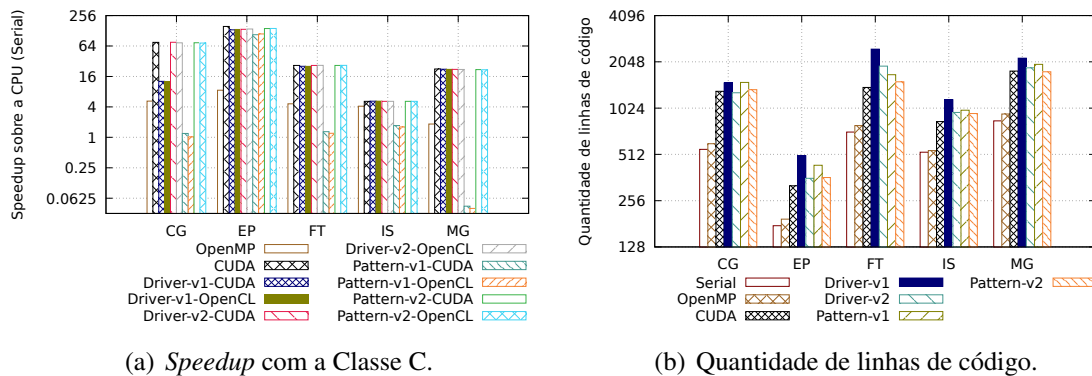 Speedup sobre a CPU (Serial)
256
64
16
4
1
0.25
0.0625
CG EP FT IS MG
OpenMP
CUDA
Driver-v1-CUDA
Driver-v1-OpenCL
Driver-v2-CUDA
Driver-v2-OpenCL
Pattern-v1-CUDA
Pattern-v1-OpenCL
Pattern-v2-CUDA
Pattern-v2-OpenCL
(a) Speedup com a Classe C.
Quantidade de linhas de código
4096
2048
1024
512
256
128
CG EP FT IS MG
Serial
OpenMP
CUDA
Driver-v1
Driver-v2
Pattern-v1
Pattern-v2
(b) Quantidade de linhas de código.